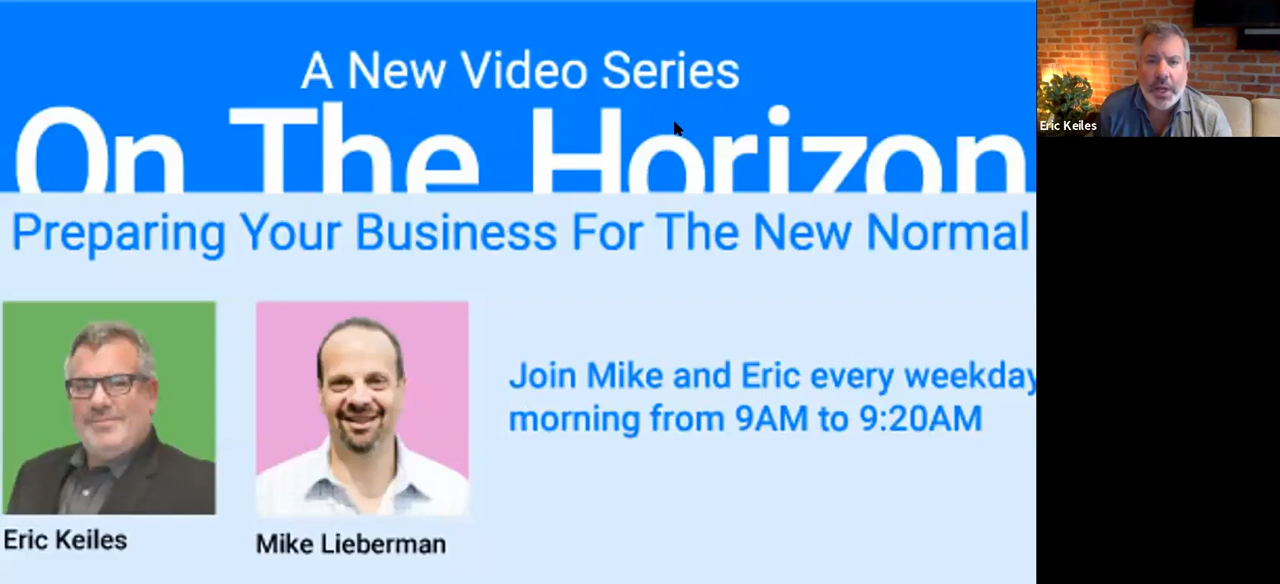 A New Video Series
On The Horizon
Preparing Your Business For The New Normal
Join Mike and Eric every weekday
morning from 9AM to 9:20AM
Eric Keiles
Mike Lieberman
Eric Keiles